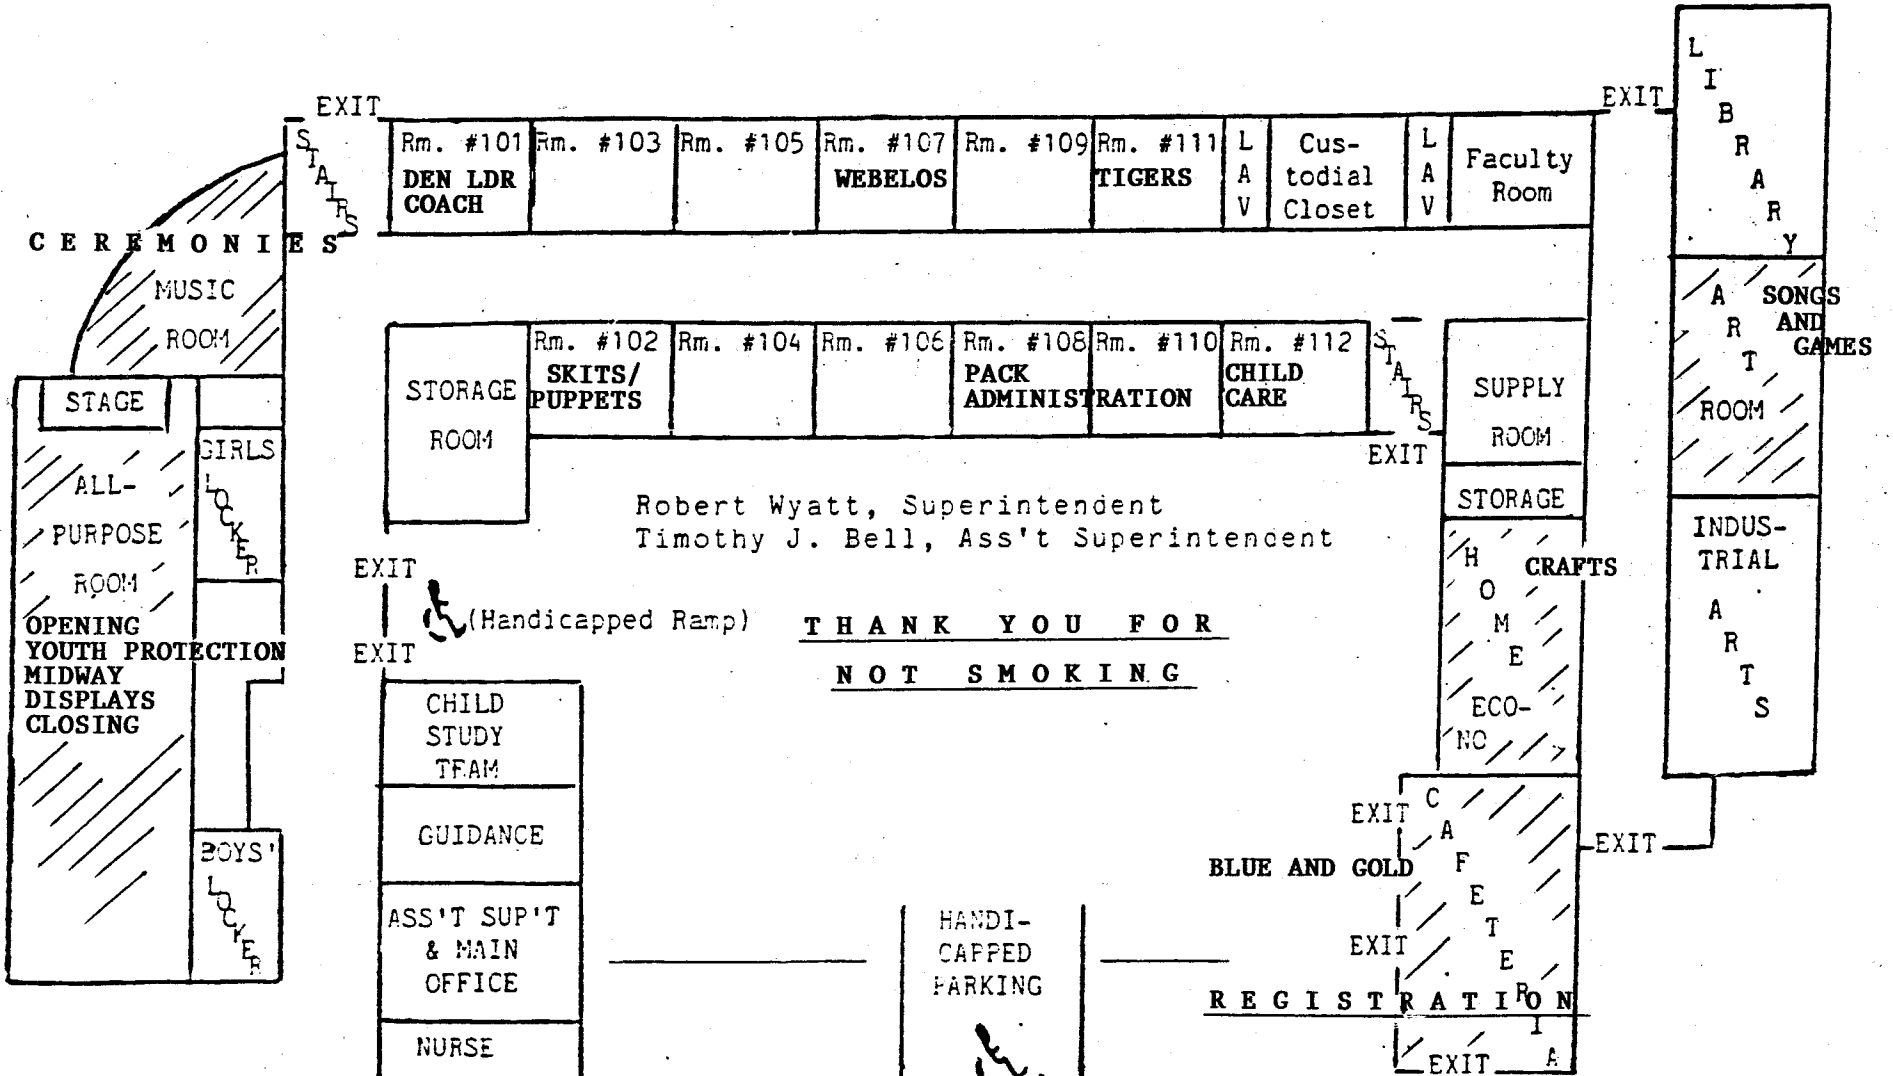 EXIT
EXIT
STAIRS
Rm. #101
DEN LDR
COACH
Rm. #103
Rm. #105
Rm. #107
WEBELOS
Rm. #109
Rm. #111
TIGERS
LAV
Cus-
todial
Closet
LAV
Faculty
Room
LIBRARY
CEREMONIES
MUSIC
ROOM
ART
ROOM
SONGS
AND
GAMES
STORAGE
ROOM
Rm. #102
SKITS/
PUPPETS
Rm. #104
Rm. #106
Rm. #108
Rm. #110
PACK
ADMINISTRATION
Rm. #112
CHILD
CARE
STAIRS
EXIT
SUPPLY
ROOM
STORAGE
STAGE
GIRLS
LOCKER
ALL-
PURPOSE
ROOM
OPENING
YOUTH PROTECTION
MIDWAY
DISPLAYS
CLOSING
Robert Wyatt, Superintendent
Timothy J. Bell, Ass't Superintendent
EXIT
(Handicapped Ramp)
EXIT
THANK YOU FOR
NOT SMOKING
HOME
ECO-
NO
CRAFTS
INDUS-
TRIAL
ARTS
CHILD
STUDY
TEAM
GUIDANCE
BOYS'
LOCKER
ASS'T SUP'T
& MAIN
OFFICE
NURSE
HANDI-
CAPPED
PARKING
EXIT
CAFETERIA
BLUE AND GOLD
EXIT
EXIT
REGISTRATION
EXIT